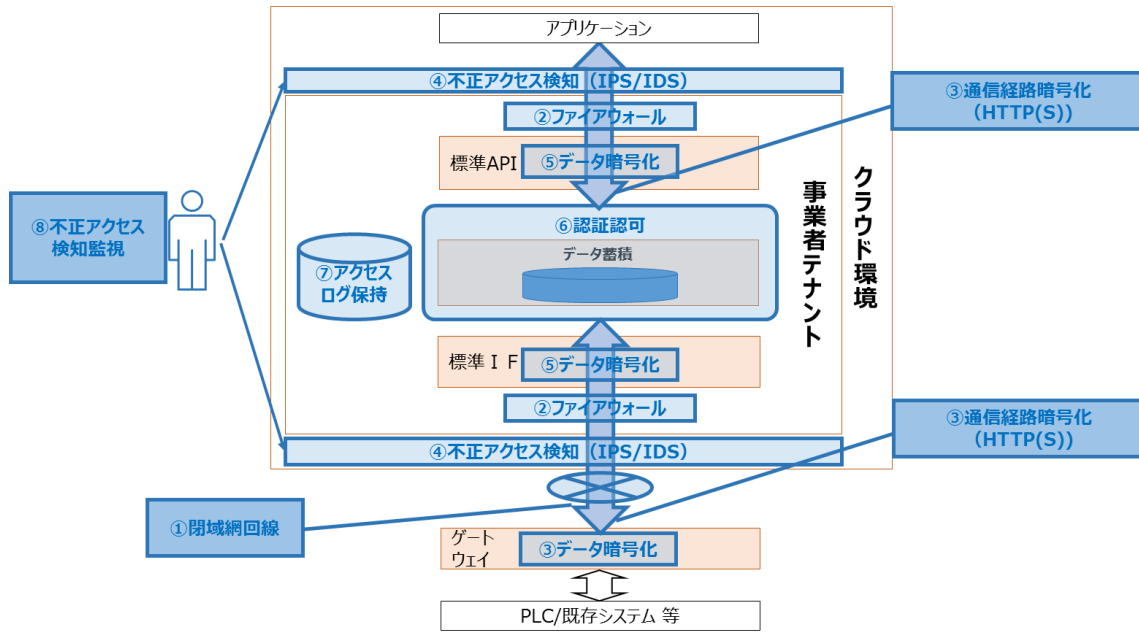 アプリケーション
④不正アクセス検知（IPS/IDS）
③通信経路暗号化
（HTTP(S)）
②ファイアウォール
標準API
⑤データ暗号化
クラウド環境
事業者テナント
⑧不正アクセス
検知監視
⑥認証認可
データ蓄積
⑦アクセス
ログ保持
標準ＩＦ
⑤データ暗号化
②ファイアウォール
③通信経路暗号化
（HTTP(S)）
④不正アクセス検知（IPS/IDS）
①閉域網回線
ゲート
ウェイ
③データ暗号化
PLC/既存システム 等